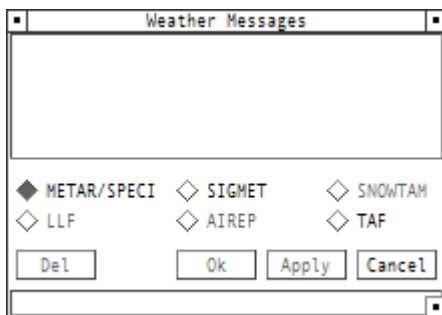 Weather Messages
METAR/SPECI SIGMET SNOWTAM
LLF AIREP TAF
Del Ok Apply Cancel